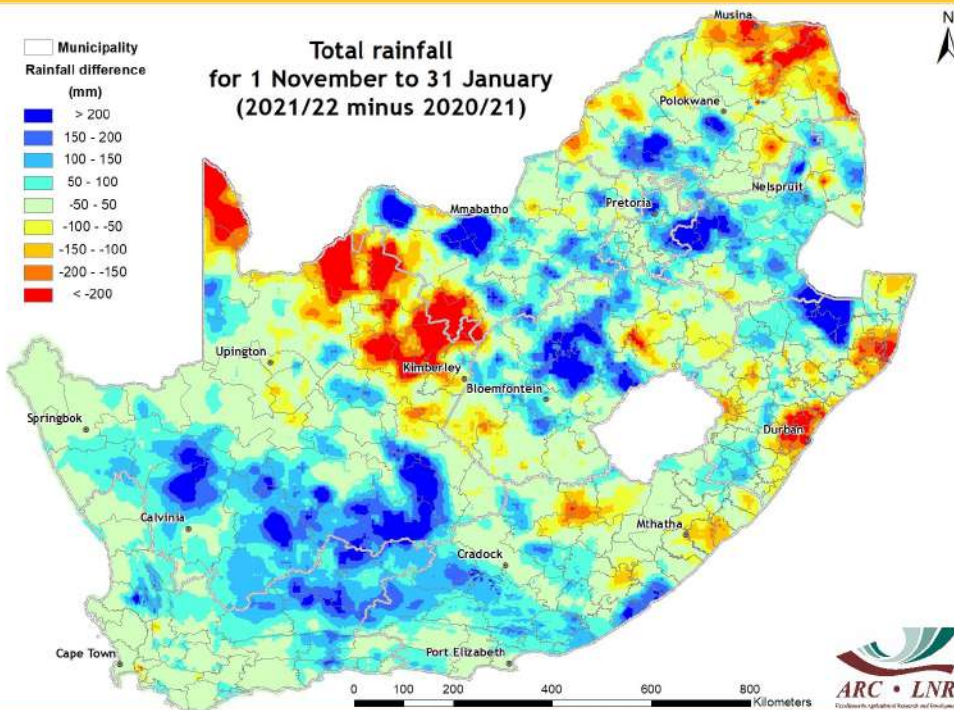 Total rainfall
for 1 November to 31 January
(2021/22 minus 2020/21)
N
Municipality
Rainfall difference
(mm)
> 200
150 - 200
100 - 150
50 - 100
-50 - 50
-100 - -50
-150 - -100
-200 - -150
< -200
Musina
Polokwane
Nelspruit
Pretoria
Mmabatho
Upington
Kimberley
Bloemfontein
Springbok
Durban
Calvinia
Mthatha
Cradock
Cape Town
Port Elizabeth
0 100 200 400 600 800
Kilometers
ARC • LNR